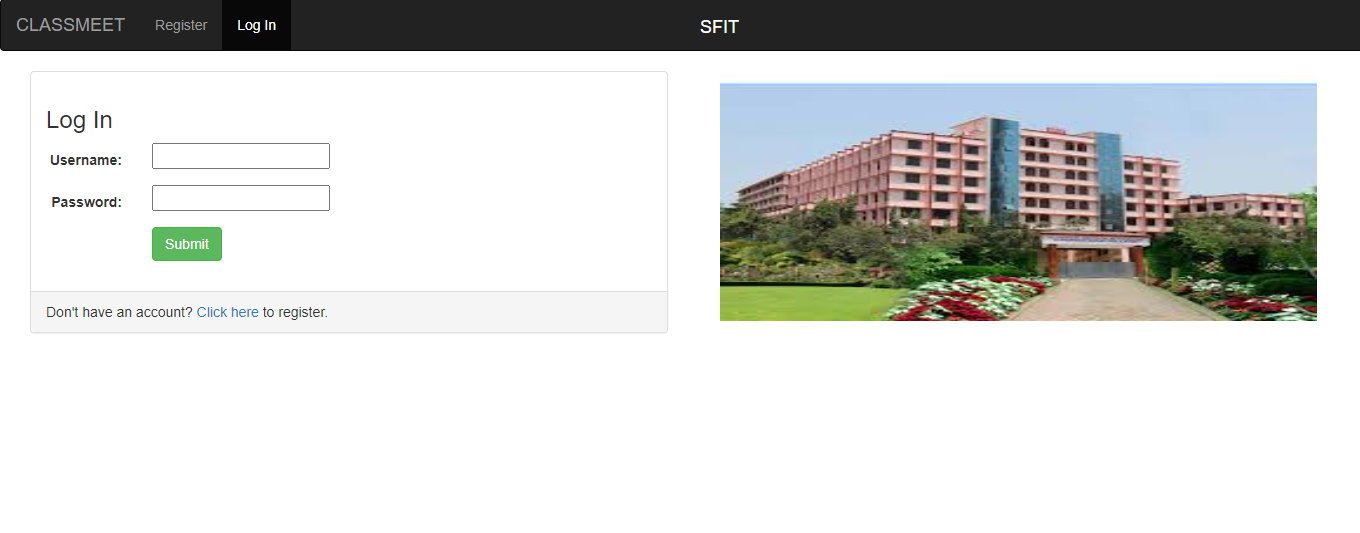 CLASSMEET Register Log In SFIT
Log In
Username:
Password:
Submit
Don't have an account? Click here to register.